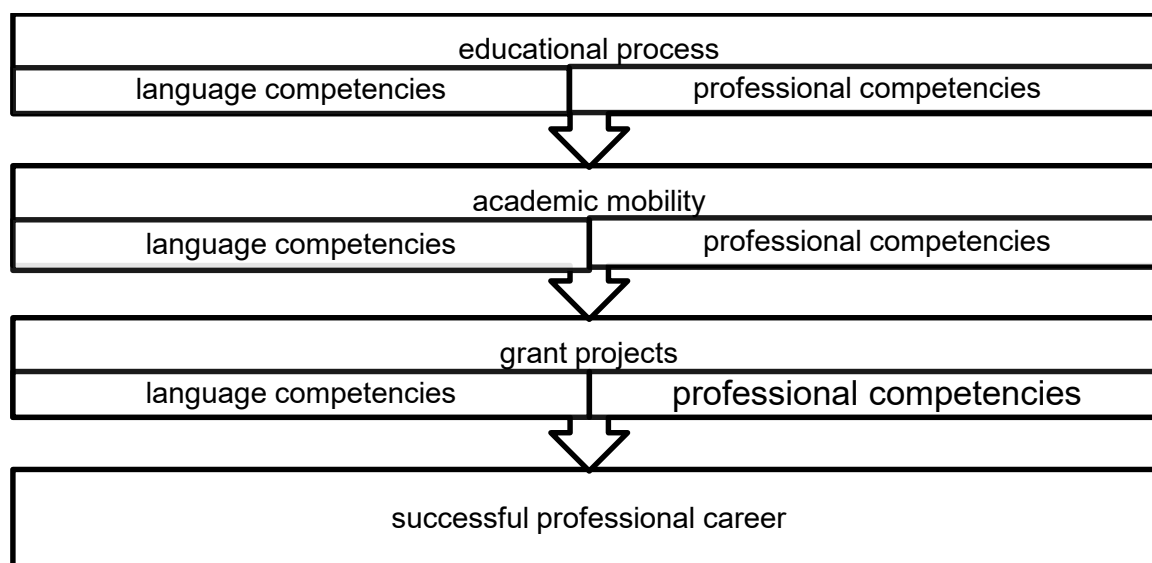 educational process
language competencies
professional competencies
academic mobility
language competencies
professional competencies
grant projects
language competencies
professional competencies
successful professional career